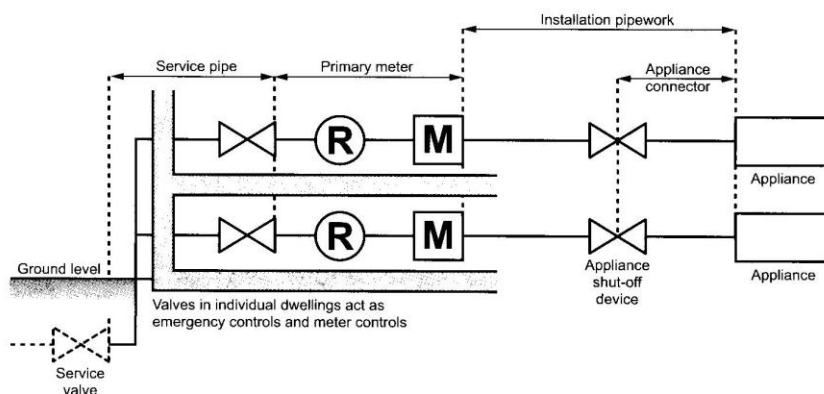 Installation pipework
Service pipe
Primary meter
Appliance
connector
R
M
Appliance
R
M
Ground level
Appliance
shut-off
device
Appliance
Valves in individual dwellings act as
emergency controls and meter controls
Service
valve